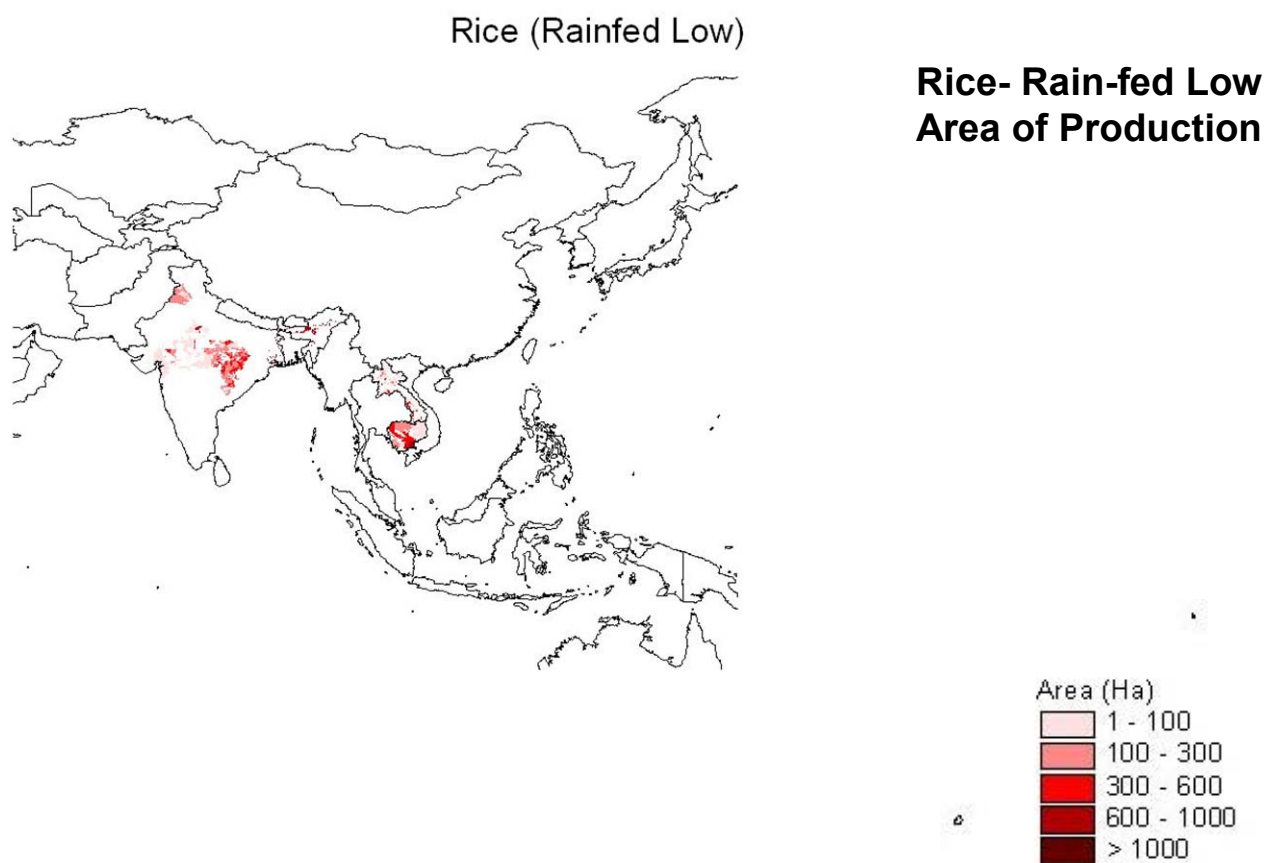 Rice (Rainfed Low)
Rice- Rain-fed Low
Area of Production
Area (Ha)
1 - 100
100 - 300
300 - 600
600 - 1000
> 1000